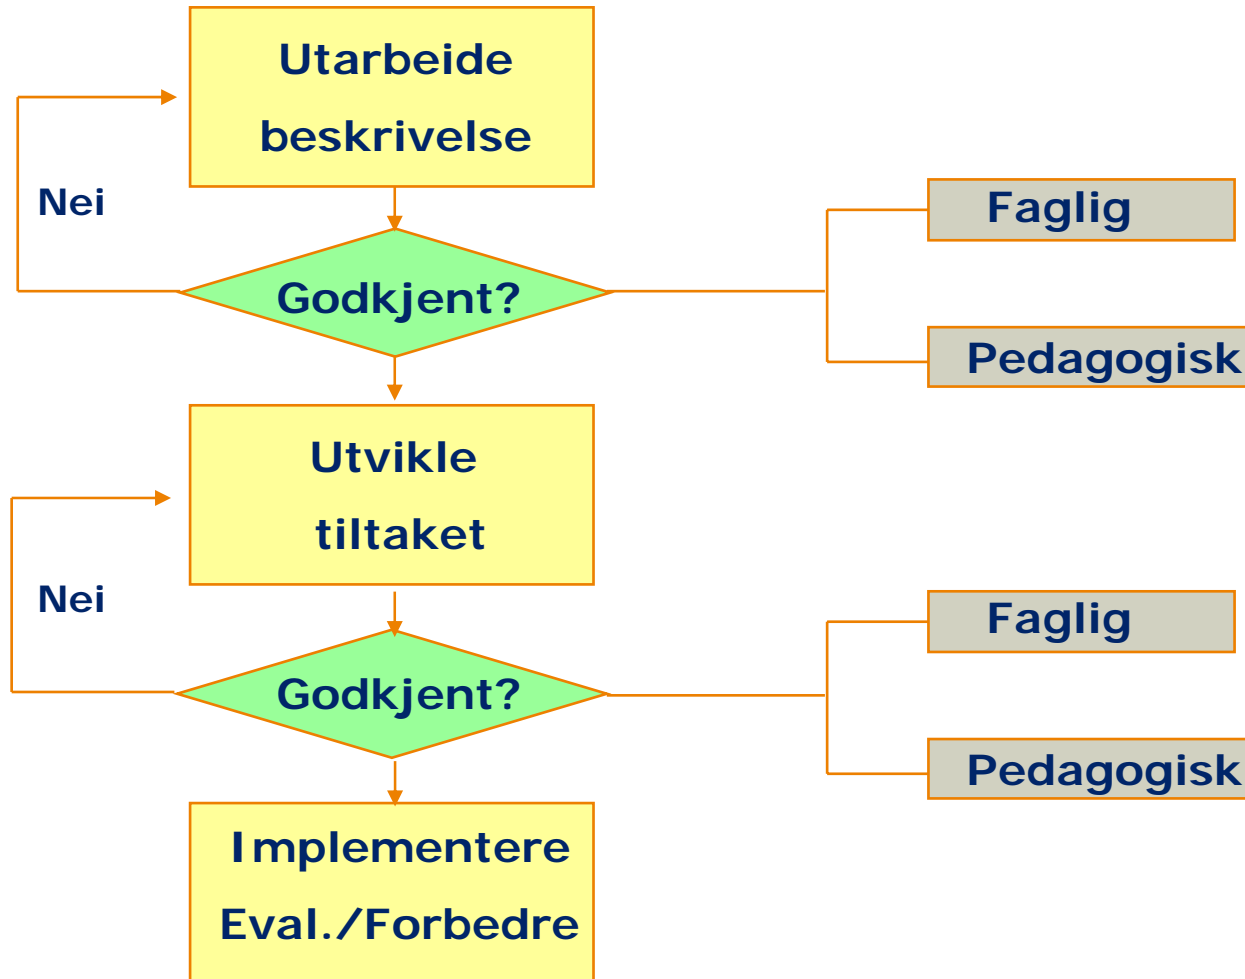 Utarbeide
beskrivelse
Nei
Faglig
Godkjent?
Pedagogisk
Utvikle
tiltaket
Nei
Faglig
Godkjent?
Pedagogisk
Implementere
Eval./Forbedre